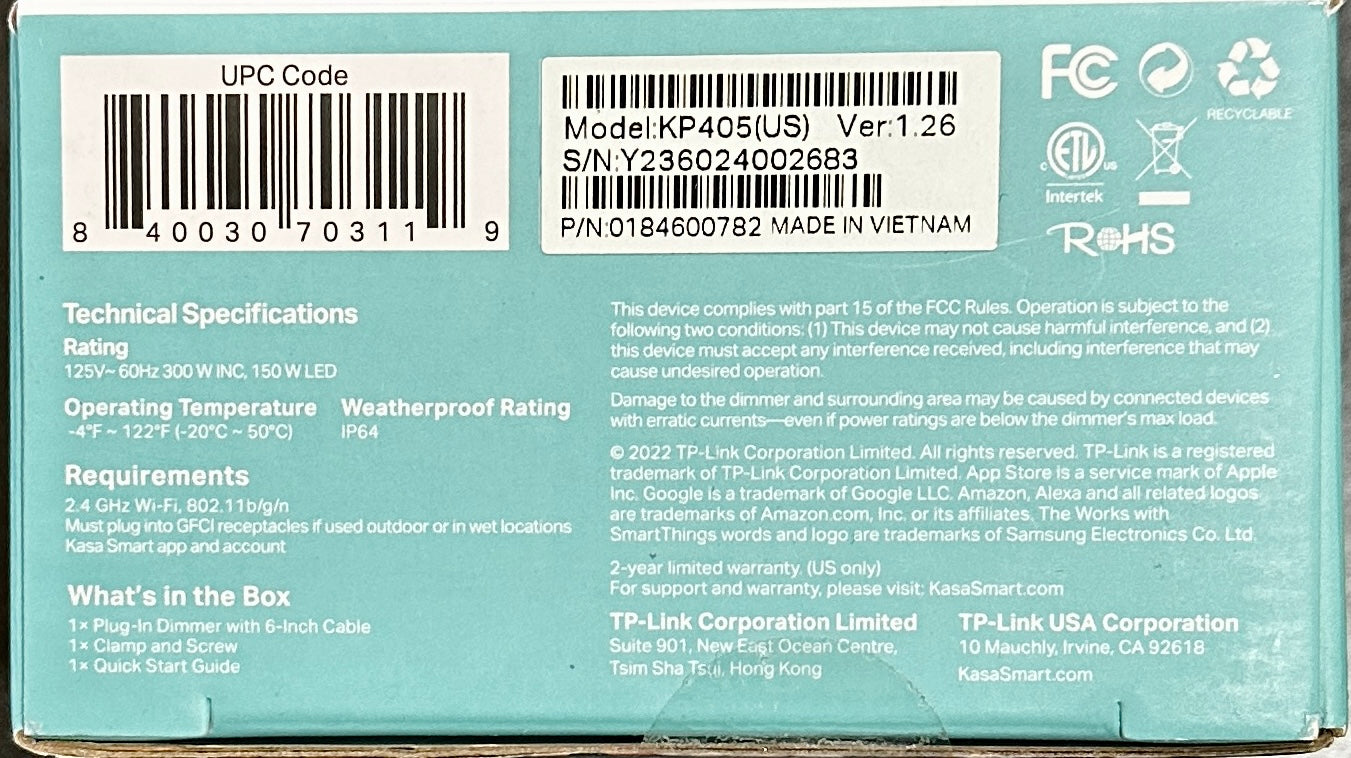 UPC Code
8 40030 70311 9
Model:KP405(US) Ver:1.26
S/N:Y236024002683
P/N:0184600782 MADE IN VIETNAM
FC
RECYCLABLE
c ETL us
Intertek
RoHS
Technical Specifications
Rating
125V~ 60Hz 300 W INC, 150 W LED
Operating Temperature
-4°F ~ 122°F (-20°C ~ 50°C)
Weatherproof Rating
IP64
Requirements
2.4 GHz Wi-Fi, 802.11b/g/n
Must plug into GFCI receptacles if used outdoor or in wet locations
Kasa Smart app and account
What's in the Box
1× Plug-In Dimmer with 6-Inch Cable
1× Clamp and Screw
1× Quick Start Guide
This device complies with part 15 of the FCC Rules. Operation is subject to the
following two conditions: (1) This device may not cause harmful interference, and (2)
this device must accept any interference received, including interference that may
cause undesired operation.
Damage to the dimmer and surrounding area may be caused by connected devices
with erratic currents—even if power ratings are below the dimmer's max load.
© 2022 TP-Link Corporation Limited. All rights reserved. TP-Link is a registered
trademark of TP-Link Corporation Limited. App Store is a service mark of Apple
Inc. Google is a trademark of Google LLC. Amazon, Alexa and all related logos
are trademarks of Amazon.com, Inc. or its affiliates. The Works with
SmartThings words and logo are trademarks of Samsung Electronics Co. Ltd.
2-year limited warranty. (US only)
For support and warranty, please visit: KasaSmart.com
TP-Link Corporation Limited
Suite 901, New East Ocean Centre,
Tsim Sha Tsui, Hong Kong
TP-Link USA Corporation
10 Mauchly, Irvine, CA 92618
KasaSmart.com